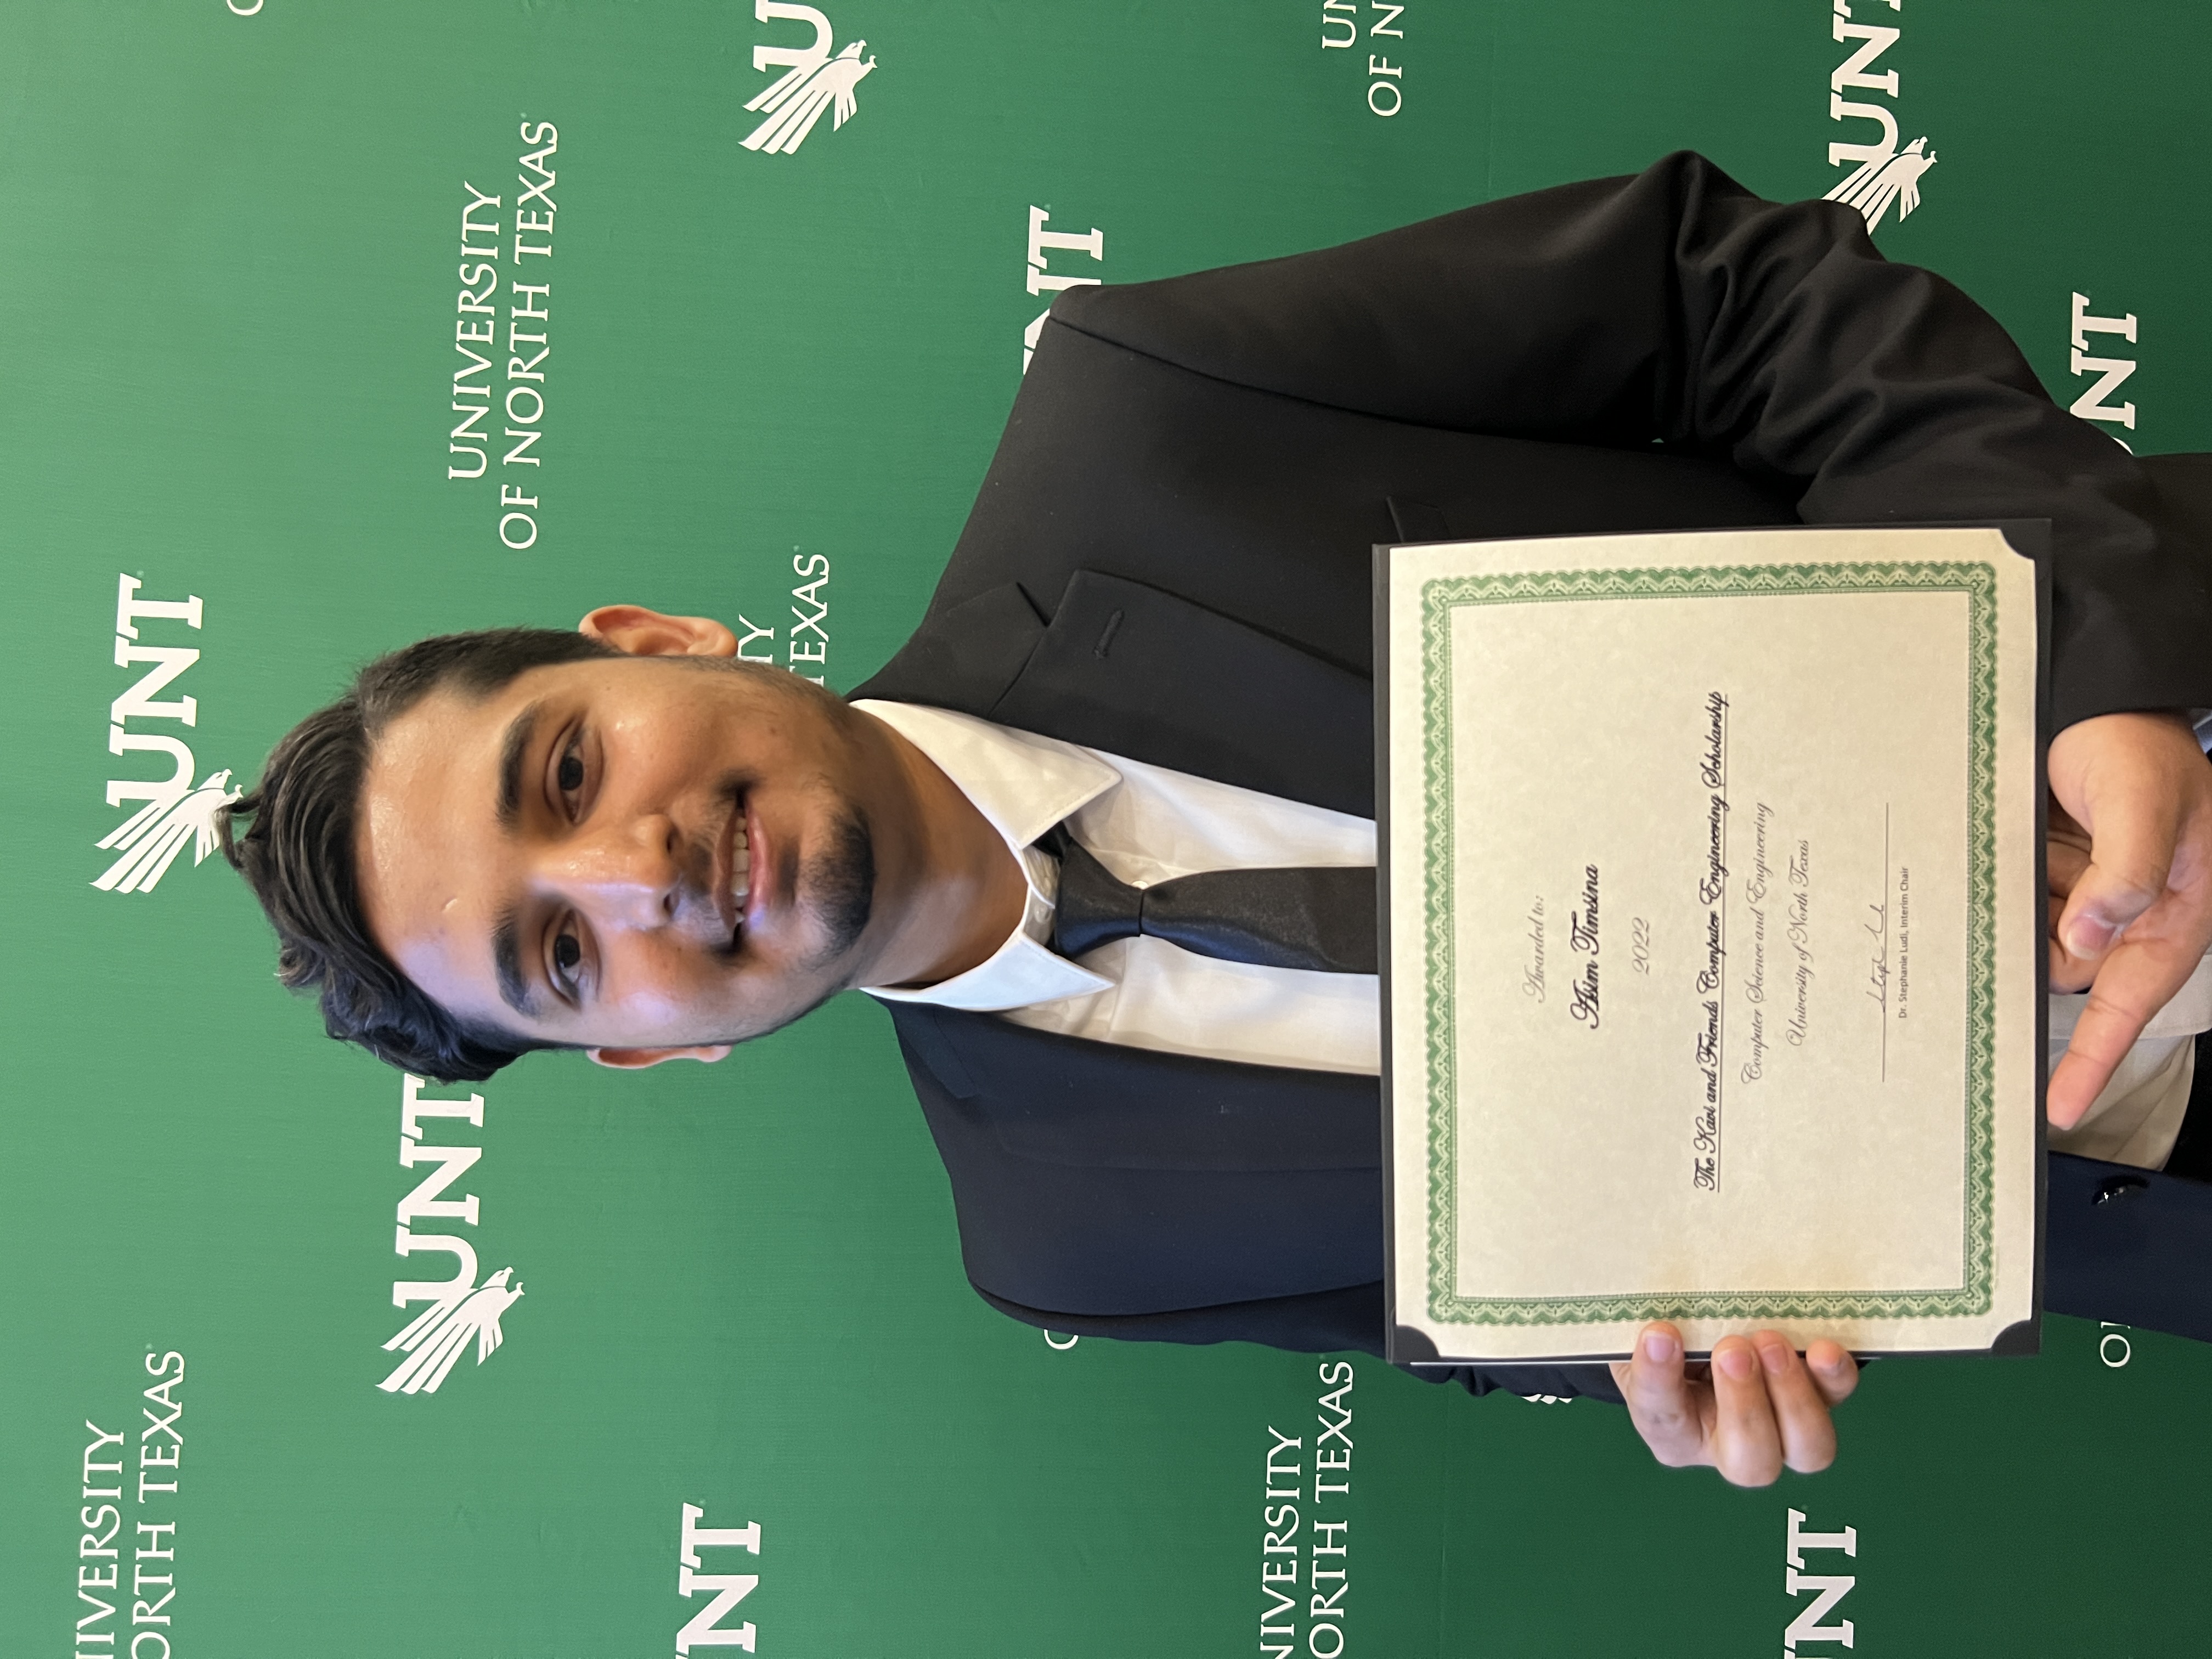 NIVERSITY
ORTH TEXAS
UNT
UNT
UNIVERSITY
OF NORTH TEXAS
UNT
TY
TEXAS
U
NT
NIVERSITY
ORTH TEXAS
UN
OF N
Awarded to:
Asim Timsina
2022
The Kavi and Friends Computer Engineering Scholarship
Computer Science and Engineering
University of North Texas
Dr. Stephanie Ludi, Interim Chair
UNT
UNT
NT